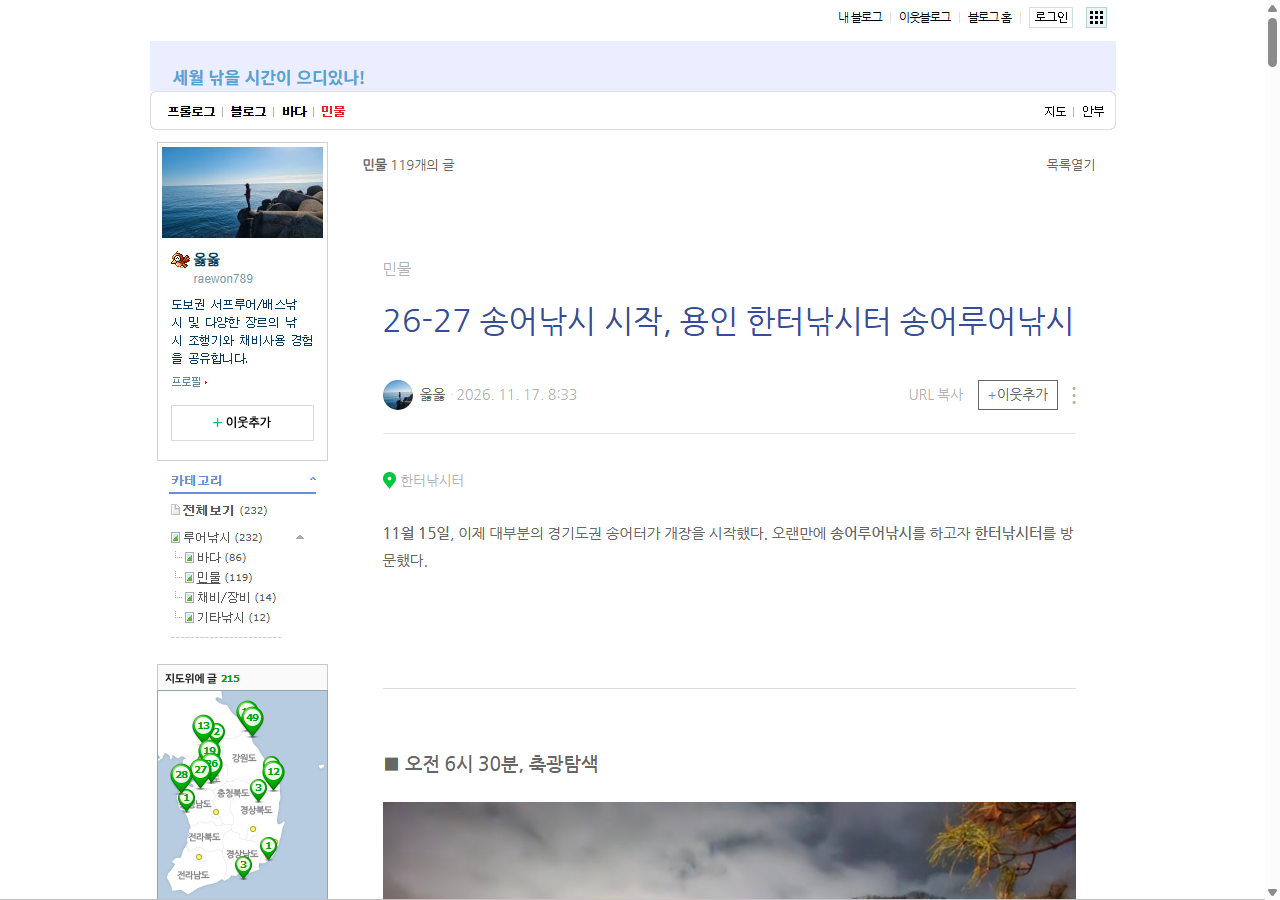 내 블로그
이웃블로그
블로그 홈
로그인
세월 낚을 시간이 으디있나!
프롤로그
블로그
바다
민물
지도
안부
민물 119개의 글
목록열기
옳옳
raewon789
도보권 서프루어/배스낚
시 및 다양한 장르의 낚
시 조행기와 채비사용 경험
을 공유합니다.
프로필
+ 이웃추가
카테고리
전체보기 (232)
루어낚시 (232)
바다 (86)
민물 (119)
채비/장비 (14)
기타낚시 (12)
지도위에 글 215
49
13
2
19
강원도
26
27
28
12
3
1
충청북도
경상북도
전라북도
1
경상남도
3
전라남도
민물
26-27 송어낚시 시작, 용인 한터낚시터 송어루어낚시
옳옳 · 2026. 11. 17. 8:33
URL 복사
+이웃추가
한터낚시터
11월 15일, 이제 대부분의 경기도권 송어터가 개장을 시작했다. 오랜만에 송어루어낚시를 하고자 한터낚시터를 방
문했다.
■ 오전 6시 30분, 축광탐색